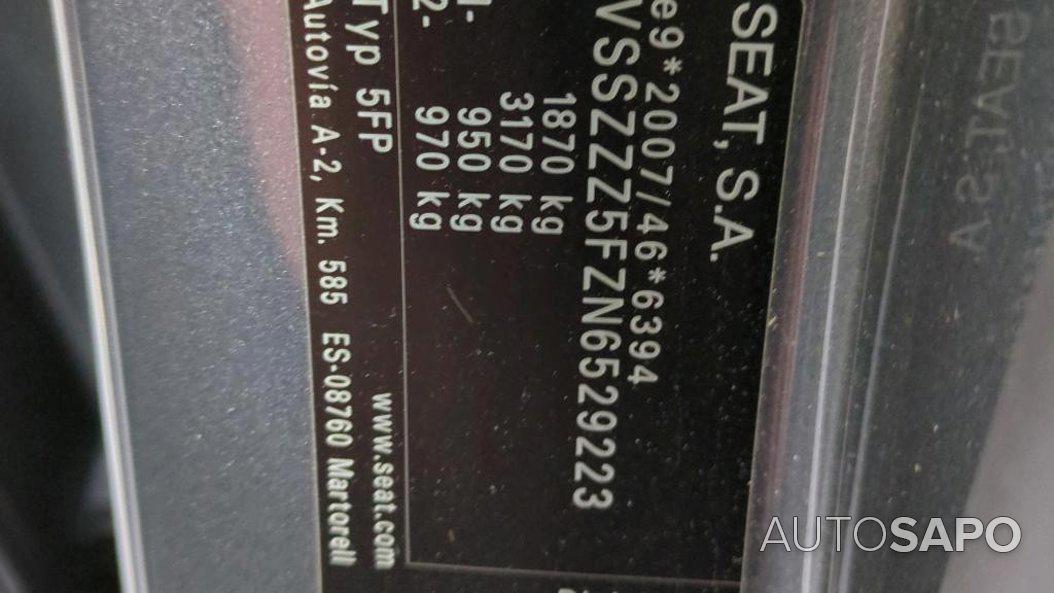 SEAT, S.A.
e9*2007/46*6394
VSSZZZ5FZN6529223
1870 kg
3170 kg
1- 950 kg
2- 970 kg
Typ 5FP www.seat.com
Autovía A-2, Km. 585 ES-08760 Martorell
SEAT, S.A.
AUTOSAPO